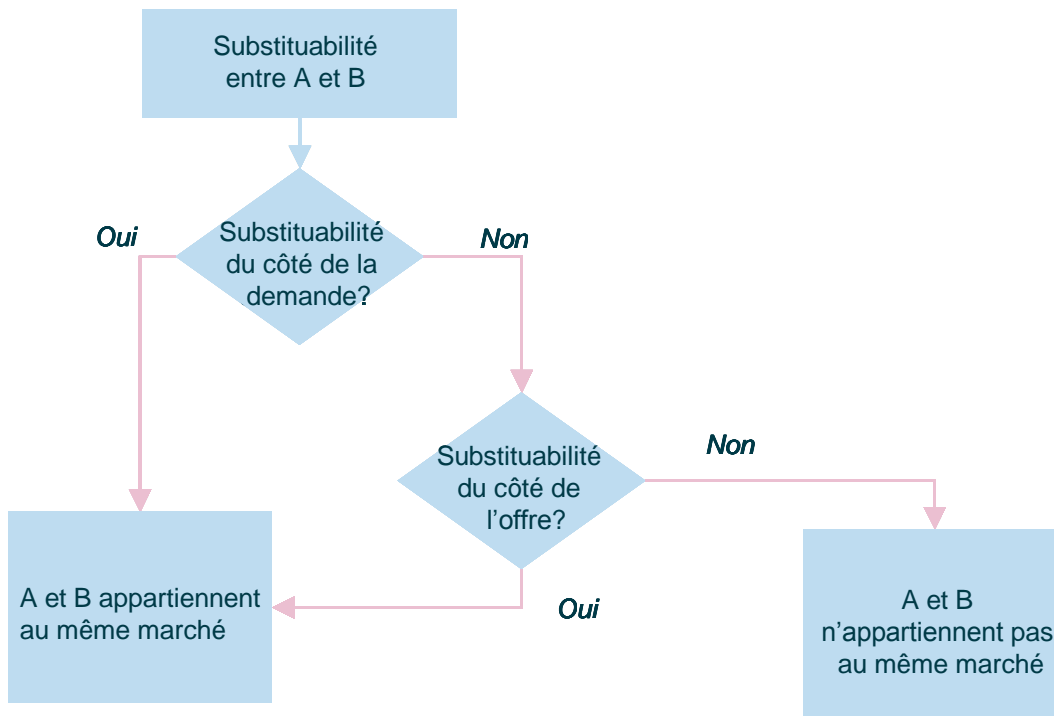 Substituabilité
entre A et B
Oui
Substituabilité
du côté de la
demande?
Non
Substituabilité
du côté de
l’offre?
Non
A et B appartiennent
au même marché
Oui
A et B
n’appartiennent pas
au même marché